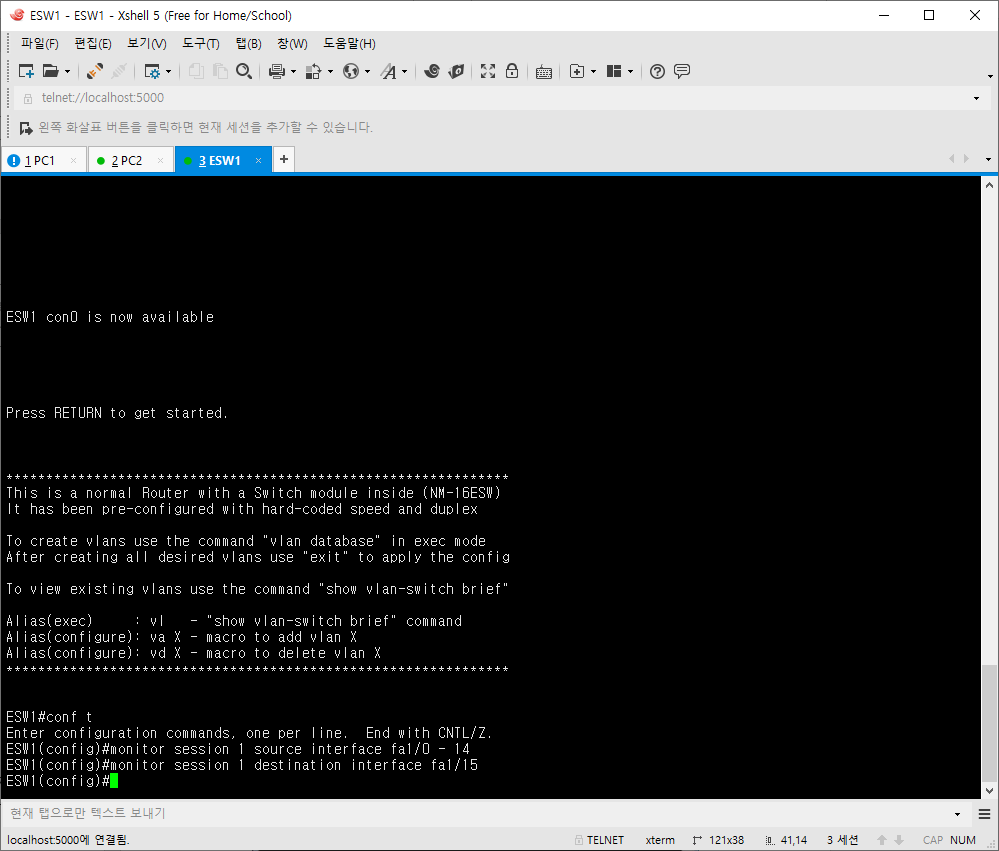 ESW1 - ESW1 - Xshell 5 (Free for Home/School)
파일(F) 편집(E) 보기(V) 도구(T) 탭(B) 창(W) 도움말(H)
telnet://localhost:5000
왼쪽 화살표 버튼을 클릭하면 현재 세션을 추가할 수 있습니다.
1 PC1 2 PC2 3 ESW1
ESW1 con0 is now available
Press RETURN to get started.
***************************************************************
This is a normal Router with a Switch module inside (NM-16ESW)
It has been pre-configured with hard-coded speed and duplex
To create vlans use the command "vlan database" in exec mode
After creating all desired vlans use "exit" to apply the config
To view existing vlans use the command "show vlan-switch brief"
Alias(exec)     : vl   - "show vlan-switch brief" command
Alias(configure): va X - macro to add vlan X
Alias(configure): vd X - macro to delete vlan X
***************************************************************
ESW1#conf t
Enter configuration commands, one per line.  End with CNTL/Z.
ESW1(config)#monitor session 1 source interface fa1/0 - 14
ESW1(config)#monitor session 1 destination interface fa1/15
ESW1(config)#
현재 탭으로만 텍스트 보내기
localhost:5000에 연결됨. TELNET xterm 121x38 41,14 3 세션 CAP NUM